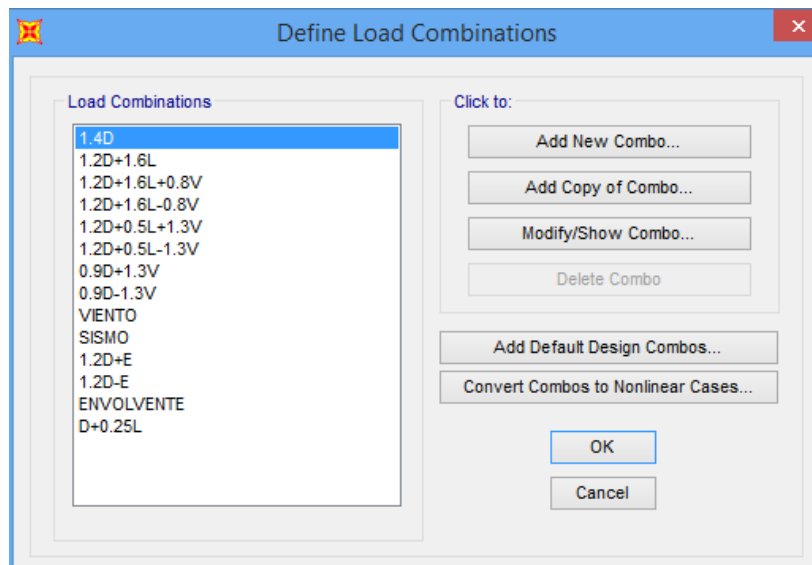 Define Load Combinations
Load Combinations
1.4D
1.2D+1.6L
1.2D+1.6L+0.8V
1.2D+1.6L-0.8V
1.2D+0.5L+1.3V
1.2D+0.5L-1.3V
0.9D+1.3V
0.9D-1.3V
VIENTO
SISMO
1.2D+E
1.2D-E
ENVOLVENTE
D+0.25L
Click to:
Add New Combo...
Add Copy of Combo...
Modify/Show Combo...
Delete Combo
Add Default Design Combos...
Convert Combos to Nonlinear Cases...
OK
Cancel